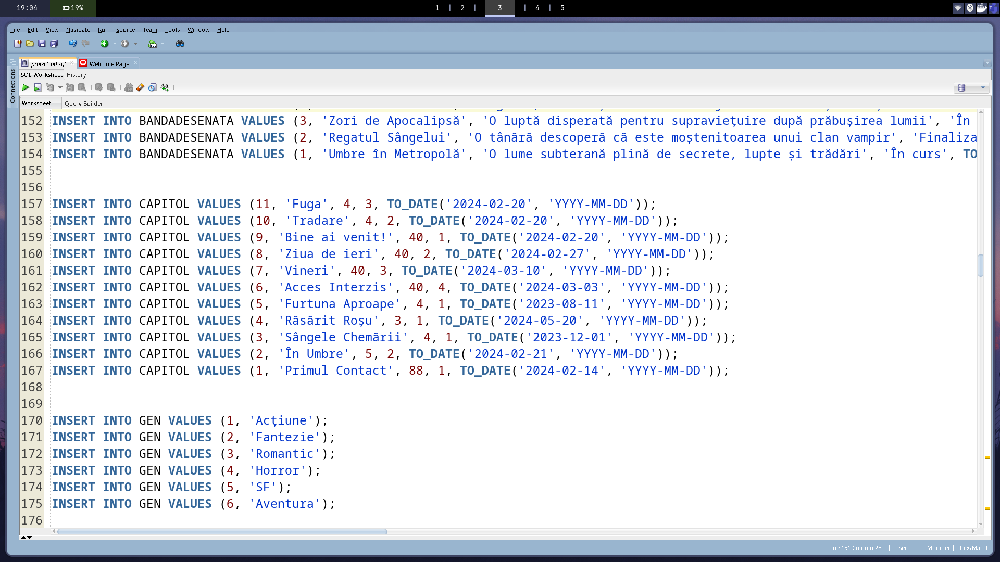 19:04 19% 1 | 2 | 3 | 4 | 5
File Edit View Navigate Run Source Team Tools Window Help
proiect_bd.sql Welcome Page
SQL Worksheet History
Connections
Worksheet Query Builder
152 INSERT INTO BANDADESENATA VALUES (3, 'Zori de Apocalipsă', 'O luptă disperată pentru supraviețuire după prăbușirea lumii', 'În
153 INSERT INTO BANDADESENATA VALUES (2, 'Regatul Sângelui', 'O tânără descoperă că este moștenitoarea unui clan vampir', 'Finaliza
154 INSERT INTO BANDADESENATA VALUES (1, 'Umbre în Metropolă', 'O lume subterană plină de secrete, lupte și trădări', 'În curs', TO
155
156
157 INSERT INTO CAPITOL VALUES (11, 'Fuga', 4, 3, TO_DATE('2024-02-20', 'YYYY-MM-DD'));
158 INSERT INTO CAPITOL VALUES (10, 'Tradare', 4, 2, TO_DATE('2024-02-20', 'YYYY-MM-DD'));
159 INSERT INTO CAPITOL VALUES (9, 'Bine ai venit!', 40, 1, TO_DATE('2024-02-20', 'YYYY-MM-DD'));
160 INSERT INTO CAPITOL VALUES (8, 'Ziua de ieri', 40, 2, TO_DATE('2024-02-27', 'YYYY-MM-DD'));
161 INSERT INTO CAPITOL VALUES (7, 'Vineri', 40, 3, TO_DATE('2024-03-10', 'YYYY-MM-DD'));
162 INSERT INTO CAPITOL VALUES (6, 'Acces Interzis', 40, 4, TO_DATE('2024-03-03', 'YYYY-MM-DD'));
163 INSERT INTO CAPITOL VALUES (5, 'Furtuna Aproape', 4, 1, TO_DATE('2023-08-11', 'YYYY-MM-DD'));
164 INSERT INTO CAPITOL VALUES (4, 'Răsărit Roșu', 3, 1, TO_DATE('2024-05-20', 'YYYY-MM-DD'));
165 INSERT INTO CAPITOL VALUES (3, 'Sângele Chemării', 4, 1, TO_DATE('2023-12-01', 'YYYY-MM-DD'));
166 INSERT INTO CAPITOL VALUES (2, 'În Umbre', 5, 2, TO_DATE('2024-02-21', 'YYYY-MM-DD'));
167 INSERT INTO CAPITOL VALUES (1, 'Primul Contact', 88, 1, TO_DATE('2024-02-14', 'YYYY-MM-DD'));
168
169
170 INSERT INTO GEN VALUES (1, 'Acțiune');
171 INSERT INTO GEN VALUES (2, 'Fantezie');
172 INSERT INTO GEN VALUES (3, 'Romantic');
173 INSERT INTO GEN VALUES (4, 'Horror');
174 INSERT INTO GEN VALUES (5, 'SF');
175 INSERT INTO GEN VALUES (6, 'Aventura');
176
| Line 151 Column 26 | Insert | Modified | Unix/Mac: LF